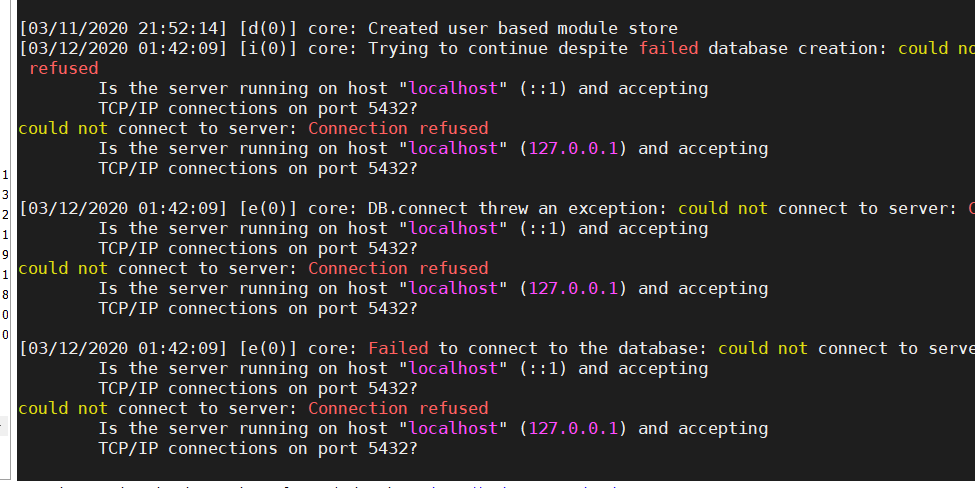 [03/11/2020 21:52:14] [d(0)] core: Created user based module store
[03/12/2020 01:42:09] [i(0)] core: Trying to continue despite failed database creation: could
refused
Is the server running on host "localhost" (::1) and accepting
TCP/IP connections on port 5432?
could not connect to server: Connection refused
Is the server running on host "localhost" (127.0.0.1) and accepting
TCP/IP connections on port 5432?
1
3
2
1
9
1
8
0
0
[03/12/2020 01:42:09] [e(0)] core: DB.connect threw an exception: could not connect to server:
Is the server running on host "localhost" (::1) and accepting
TCP/IP connections on port 5432?
could not connect to server: Connection refused
Is the server running on host "localhost" (127.0.0.1) and accepting
TCP/IP connections on port 5432?
[03/12/2020 01:42:09] [e(0)] core: Failed to connect to the database: could not connect to
Is the server running on host "localhost" (::1) and accepting
TCP/IP connections on port 5432?
could not connect to server: Connection refused
Is the server running on host "localhost" (127.0.0.1) and accepting
TCP/IP connections on port 5432?